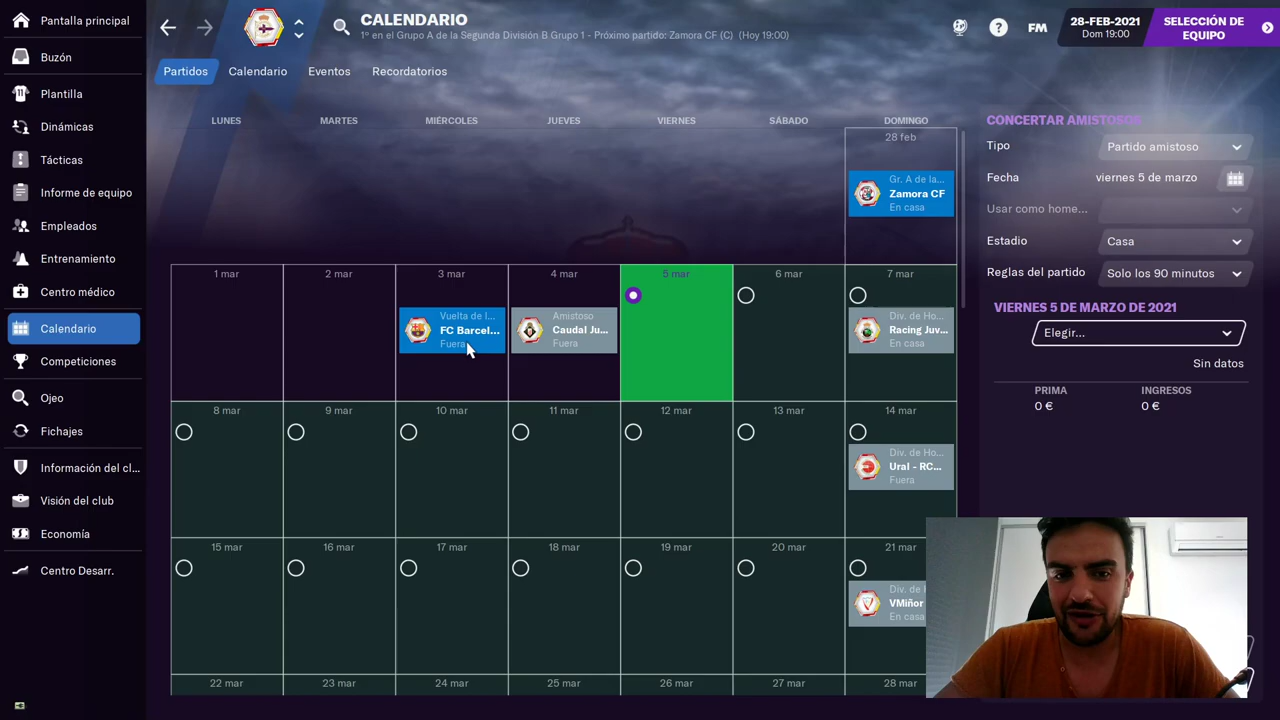 Pantalla principal
Buzón
Plantilla
Dinámicas
Tácticas
Informe de equipo
Empleados
Entrenamiento
Centro médico
Calendario
Competiciones
Ojeo
Fichajes
Información del cl...
Visión del club
Economía
Centro Desarr.
CALENDARIO
1º en el Grupo A de la Segunda División B Grupo 1 - Próximo partido: Zamora CF (C) (Hoy 19:00)
?
FM
28-FEB-2021
Dom 19:00
SELECCIÓN DE
EQUIPO
Partidos
Calendario
Eventos
Recordatorios
LUNES
MARTES
MIÉRCOLES
JUEVES
VIERNES
SÁBADO
DOMINGO
28 feb
Gr. A de la...
Zamora CF
En casa
1 mar
2 mar
3 mar
4 mar
5 mar
6 mar
7 mar
Vuelta de l...
FC Barcel...
Fuera
Amistoso
Caudal Ju...
Fuera
Div. de Ho...
Racing Juv...
En casa
8 mar
9 mar
10 mar
11 mar
12 mar
13 mar
14 mar
Div. de Ho...
Ural - RC...
Fuera
15 mar
16 mar
17 mar
18 mar
19 mar
20 mar
21 mar
Div. de
VMiñor
En casa
22 mar
23 mar
24 mar
25 mar
26 mar
27 mar
28 mar
CONCERTAR AMISTOSOS
Tipo
Partido amistoso
Fecha
viernes 5 de marzo
Usar como home...
Estadio
Casa
Reglas del partido
Solo los 90 minutos
VIERNES 5 DE MARZO DE 2021
Elegir...
Sin datos
PRIMA
INGRESOS
0 €
0 €